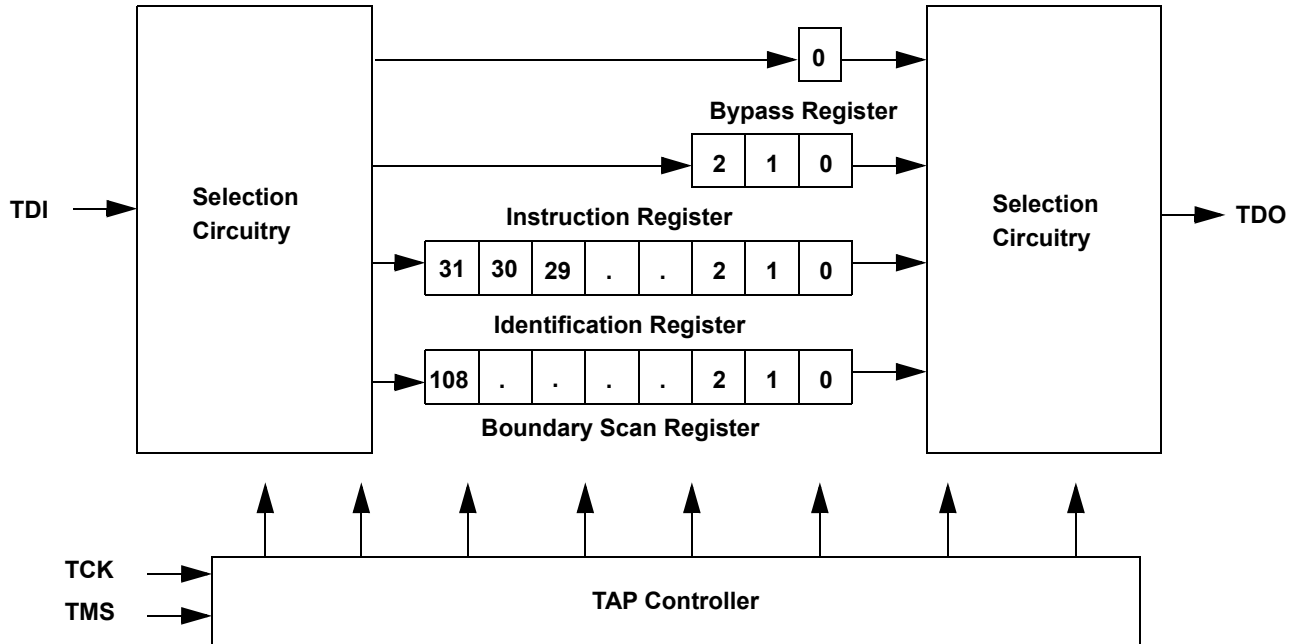 0
Bypass Register
2 1 0
TDI
Selection
Circuitry
Selection
Circuitry
TDO
Instruction Register
31 30 29 . . 2 1 0
Identification Register
108 . . . . 2 1 0
Boundary Scan Register
TCK
TMS
TAP Controller